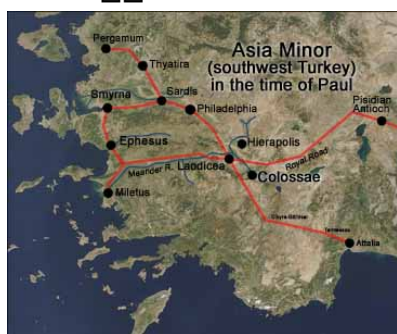 Asia Minor
(southwest Turkey)
in the time of Paul
Pergamum
Thyatira
Smyrna
Sardis
Philadelphia
Pisidian
Antioch
Ephesus
Hierapolis
Royal Road
Meander R.
Laodicea
Colossae
Miletus
Attalia